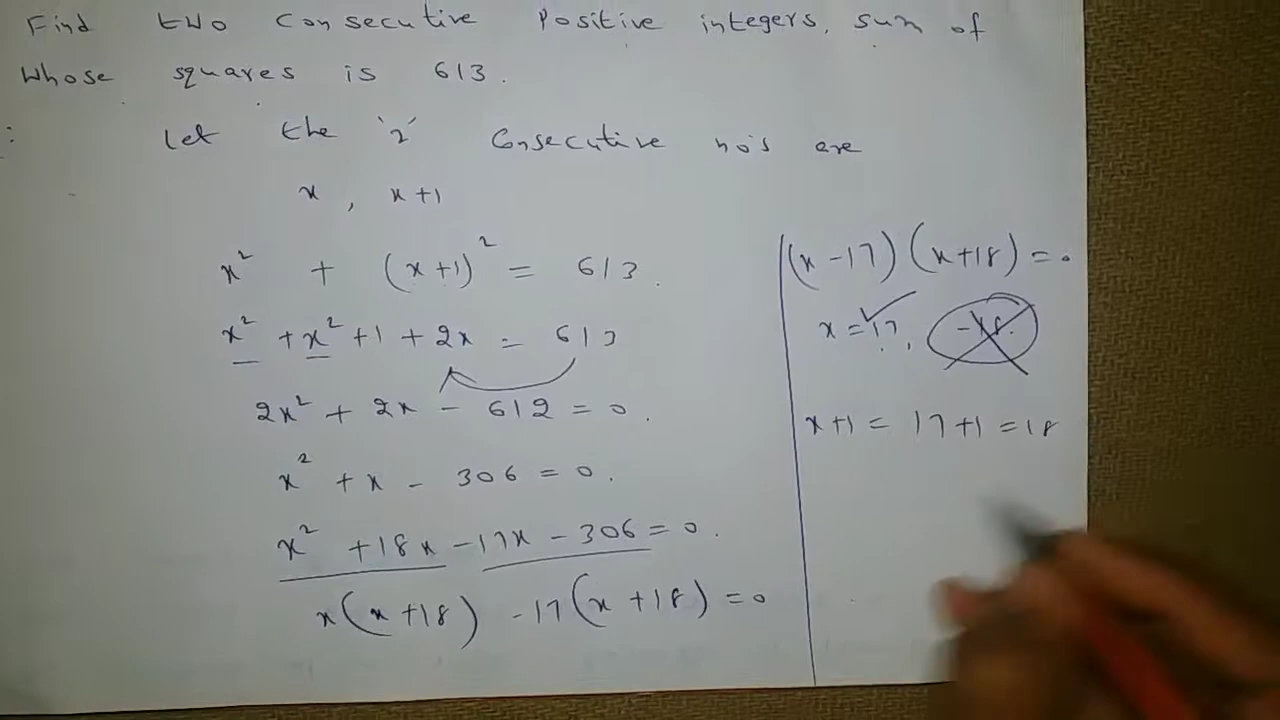 Find two consecutive positive integers, sum of
whose squares is 613.
Let the '2' consecutive no's are
x, x+1
x² + (x+1)² = 613.
x² + x² + 1 + 2x = 613
2x² + 2x - 612 = 0.
x² + x - 306 = 0.
x² + 18x - 17x - 306 = 0.
x(x+18) - 17(x+18) = 0
(x-17)(x+18) = 0
x = 17, -18.
x+1 = 17+1 = 18